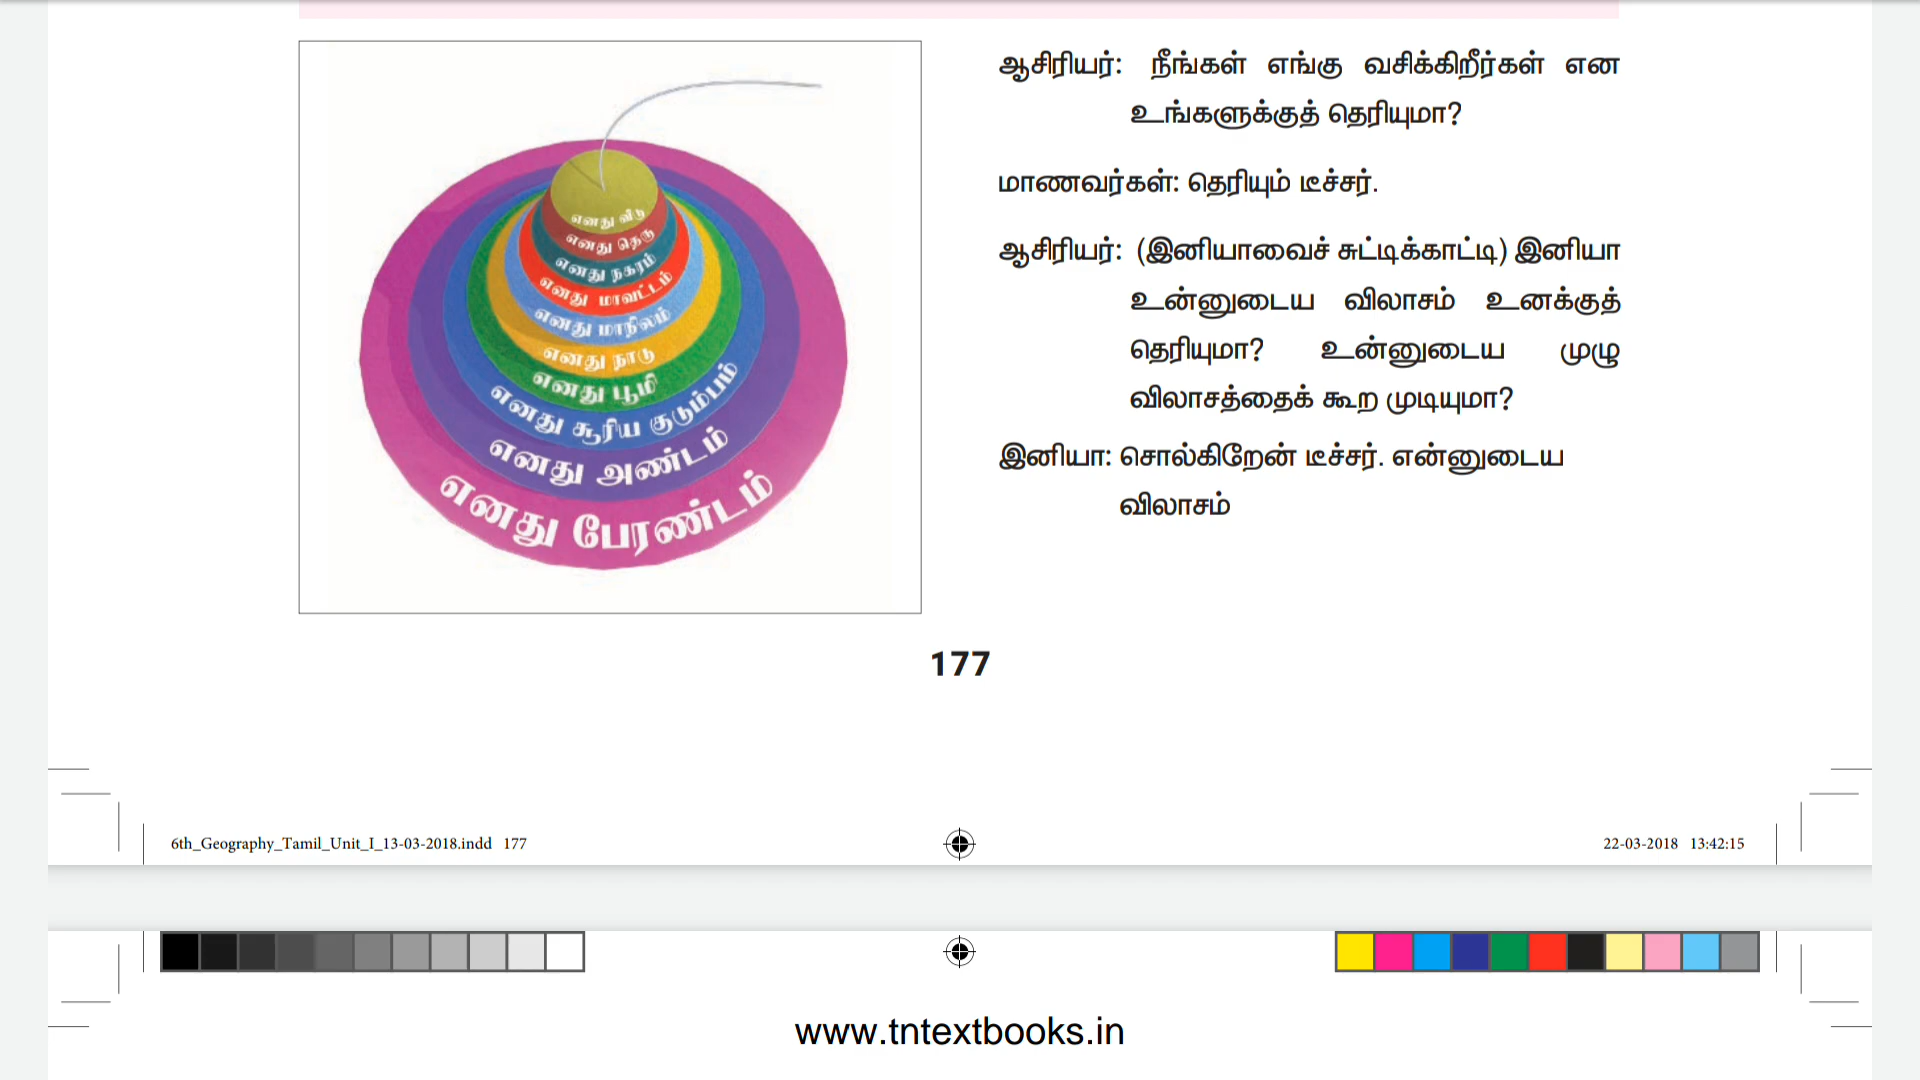 எனது வீடு
எனது தெரு
எனது நகரம்
எனது மாவட்டம்
எனது மாநிலம்
எனது நாடு
எனது பூமி
எனது சூரிய குடும்பம்
எனது அண்டம்
எனது பேரண்டம்
ஆசிரியர்: நீங்கள் எங்கு வசிக்கிறீர்கள் என
உங்களுக்குத் தெரியுமா?
மாணவர்கள்: தெரியும் டீச்சர்.
ஆசிரியர்: (இனியாவைச் சுட்டிக்காட்டி) இனியா
உன்னுடைய விலாசம் உனக்குத்
தெரியுமா? உன்னுடைய முழு
விலாசத்தைக் கூற முடியுமா?
இனியா: சொல்கிறேன் டீச்சர். என்னுடைய
விலாசம்
177
6th_Geography_Tamil_Unit_I_13-03-2018.indd 177
22-03-2018 13:42:15
www.tntextbooks.in